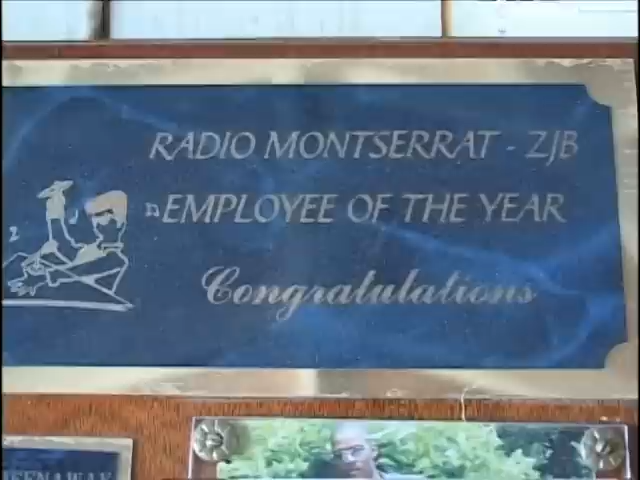 RADIO MONTSERRAT - ZJB
EMPLOYEE OF THE YEAR
Congratulations